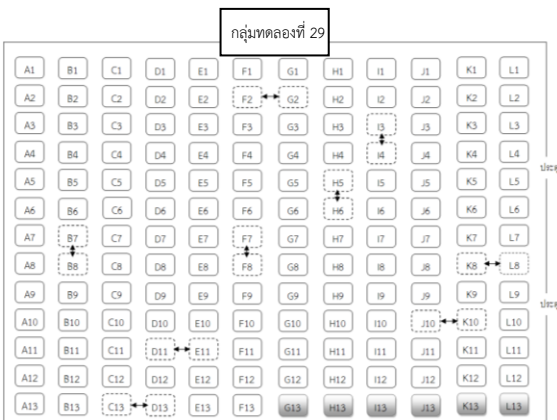 กลุ่มทดลองที่ 29
A1 B1 C1 D1 E1 F1 G1 H1 I1 J1 K1 L1
A2 B2 C2 D2 E2 F2 G2 H2 I2 J2 K2 L2
A3 B3 C3 D3 E3 F3 G3 H3 I3 J3 K3 L3
A4 B4 C4 D4 E4 F4 G4 H4 I4 J4 K4 L4
ประตู
A5 B5 C5 D5 E5 F5 G5 H5 I5 J5 K5 L5
A6 B6 C6 D6 E6 F6 G6 H6 I6 J6 K6 L6
A7 B7 C7 D7 E7 F7 G7 H7 I7 J7 K7 L7
A8 B8 C8 D8 E8 F8 G8 H8 I8 J8 K8 L8
A9 B9 C9 D9 E9 F9 G9 H9 I9 J9 K9 L9
ประตู
A10 B10 C10 D10 E10 F10 G10 H10 I10 J10 K10 L10
A11 B11 C11 D11 E11 F11 G11 H11 I11 J11 K11 L11
A12 B12 C12 D12 E12 F12 G12 H12 I12 J12 K12 L12
A13 B13 C13 D13 E13 F13 G13 H13 I13 J13 K13 L13